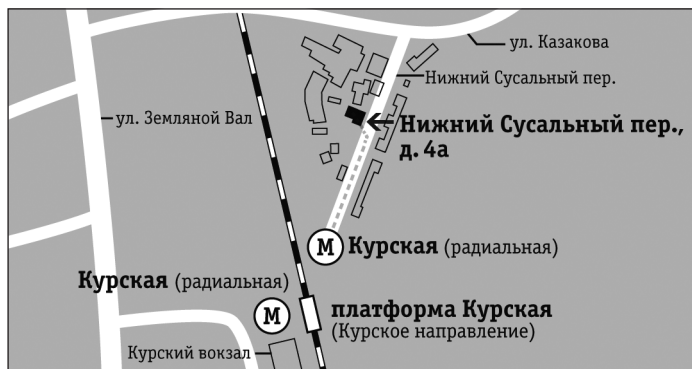 ул. Казакова
Нижний Сусальный пер.
ул. Земляной Вал
Нижний Сусальный пер.,
д. 4а
М Курская (радиальная)
Курская (радиальная)
М
платформа Курская
(Курское направление)
Курский вокзал